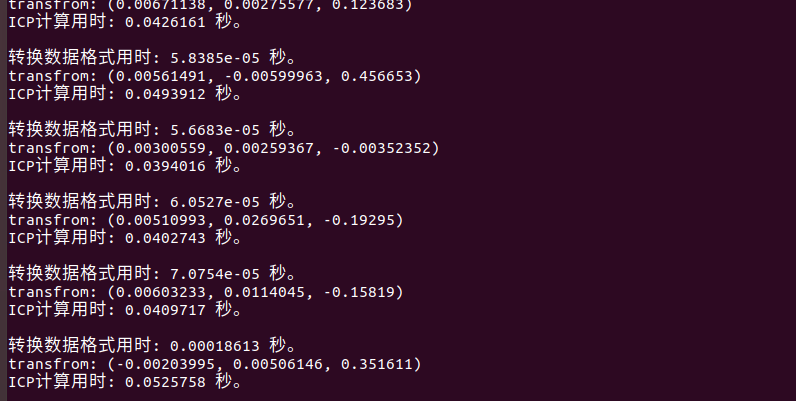 transfrom: (0.00671138, 0.00275577, 0.123683)
ICP计算用时: 0.0426161 秒。
转换数据格式用时: 5.8385e-05 秒。
transfrom: (0.00561491, -0.00599963, 0.456653)
ICP计算用时: 0.0493912 秒。
转换数据格式用时: 5.6683e-05 秒。
transfrom: (0.00300559, 0.00259367, -0.00352352)
ICP计算用时: 0.0394016 秒。
转换数据格式用时: 6.0527e-05 秒。
transfrom: (0.00510993, 0.0269651, -0.19295)
ICP计算用时: 0.0402743 秒。
转换数据格式用时: 7.0754e-05 秒。
transfrom: (0.00603233, 0.0114045, -0.15819)
ICP计算用时: 0.0409717 秒。
转换数据格式用时: 0.00018613 秒。
transfrom: (-0.00203995, 0.00506146, 0.351611)
ICP计算用时: 0.0525758 秒。